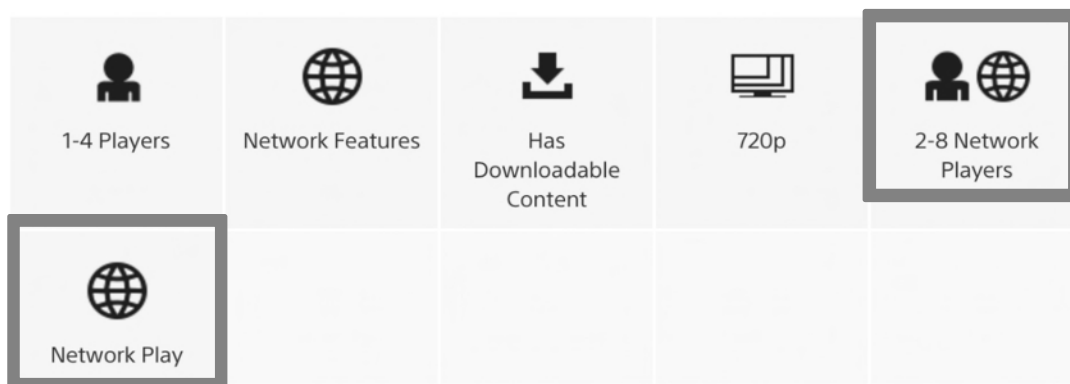 1-4 Players
Network Features
Has
Downloadable
Content
720p
2-8 Network
Players
Network Play